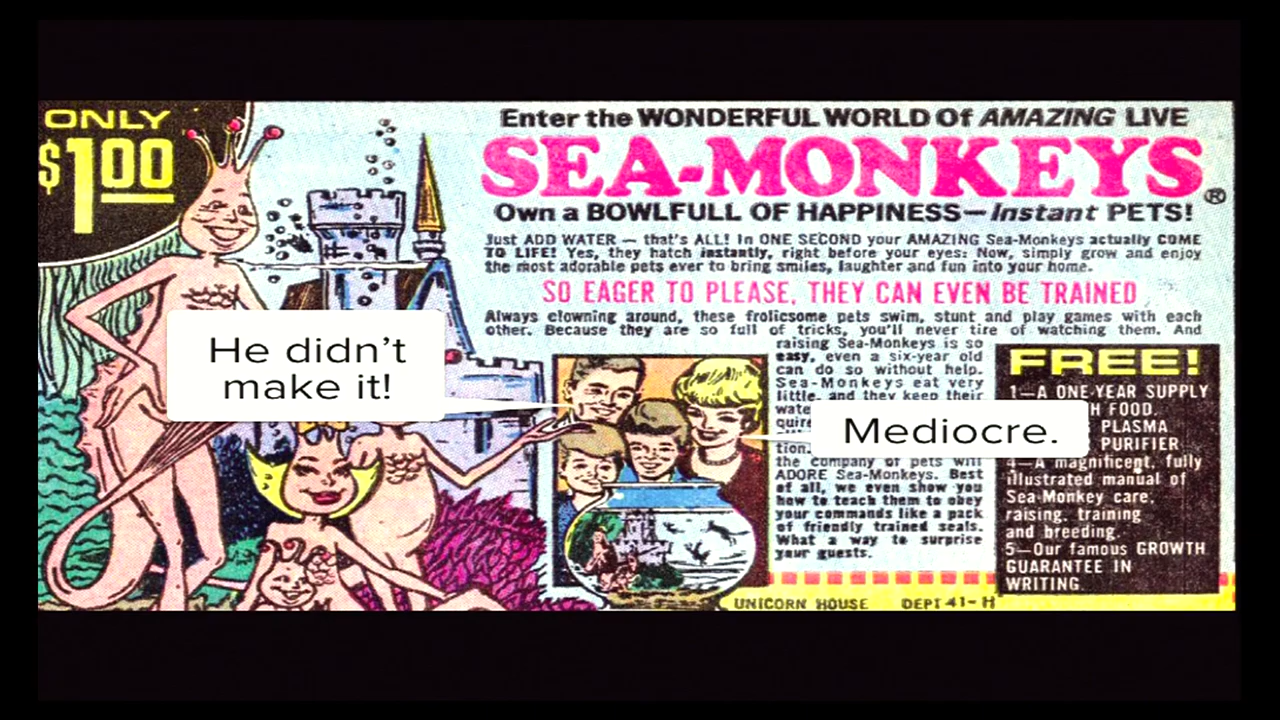 ONLY
$1.00
Enter the WONDERFUL WORLD Of AMAZING LIVE
SEA-MONKEYS®
Own a BOWLFULL OF HAPPINESS—Instant PETS!
Just ADD WATER — that's ALL! In ONE SECOND your AMAZING Sea-Monkeys actually COME
TO LIFE! Yes, they hatch instantly, right before your eyes. Now, simply grow and enjoy
the most adorable pets ever to bring smiles, laughter and fun into your home.
SO EAGER TO PLEASE, THEY CAN EVEN BE TRAINED
Always clowning around, these frolicsome pets swim, stunt and play games with each
other. Because they are so full of tricks, you'll never tire of watching them. And
raising Sea-Monkeys is so
easy, even a six-year old
can do so without help.
Sea-Monkeys eat very
little, and they keep their
the company of pets will
ADORE Sea-Monkeys. Best
of all, we even show you
how to teach them to obey
your commands like a pack
of friendly trained seals.
What a way to surprise
your guests.
FREE!
1—A ONE-YEAR SUPPLY
FOOD.
PLASMA
PURIFIER
4—A magnificent, fully
illustrated manual of
Sea-Monkey care,
raising, training
and breeding.
5—Our famous GROWTH
GUARANTEE IN
WRITING.
He didn't
make it!
Mediocre.
UNICORN HOUSE DEPT 41-H